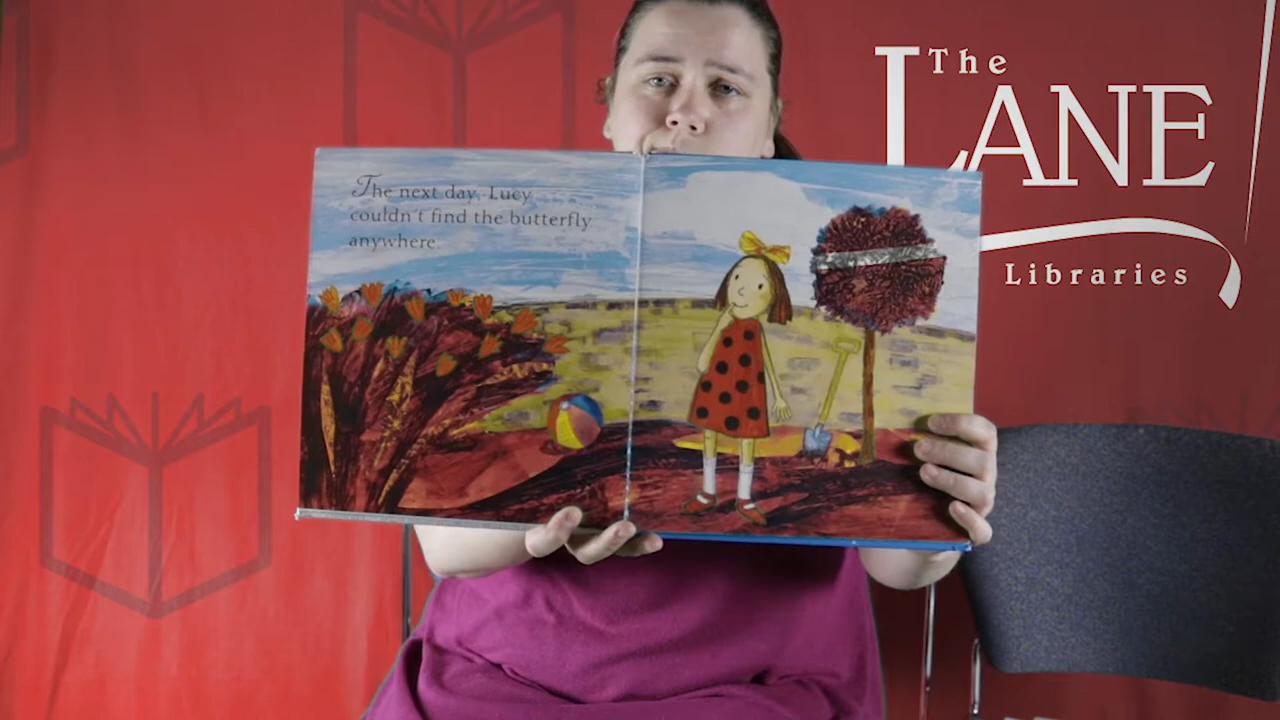 The next day, Lucy
couldn't find the butterfly
anywhere.
The
LANE
Libraries